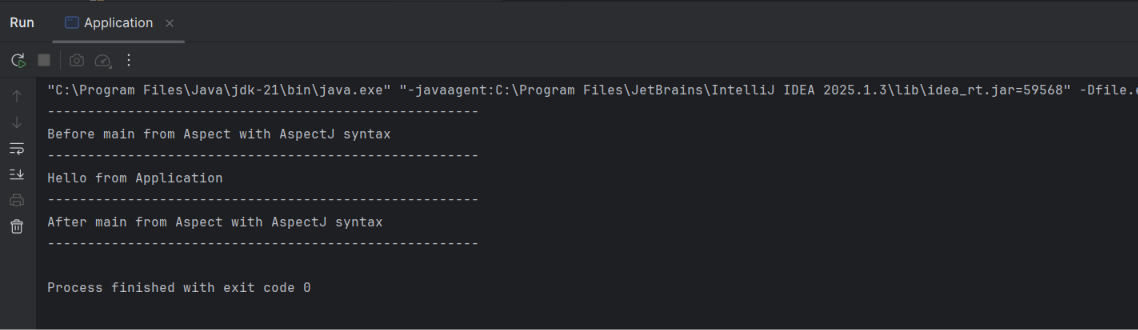 Run Application
"C:\Program Files\Java\jdk-21\bin\java.exe" "-javaagent:C:\Program Files\JetBrains\IntelliJ IDEA 2025.1.3\lib\idea_rt.jar=59568" -Dfile.
------------------------------------------------------
Before main from Aspect with AspectJ syntax
------------------------------------------------------
Hello from Application
------------------------------------------------------
After main from Aspect with AspectJ syntax
------------------------------------------------------
Process finished with exit code 0